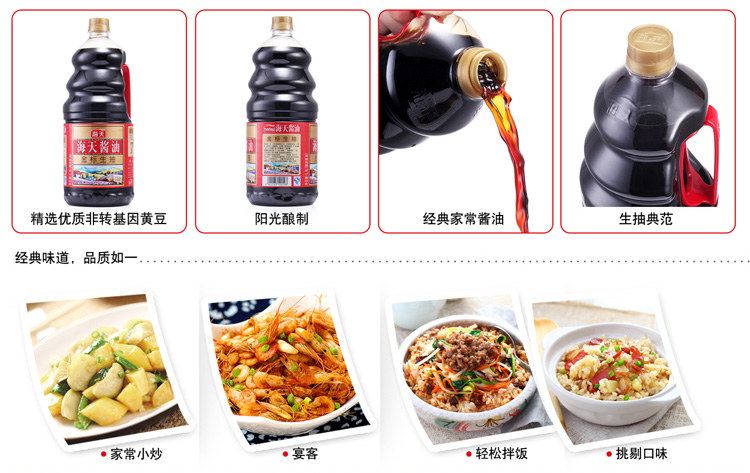 海天
海天酱油
金标生抽
海天酱油
金标生抽
精选优质非转基因黄豆
阳光酿制
经典家常酱油
生抽典范
经典味道，品质如一
家常小炒
宴客
轻松拌饭
挑剔口味